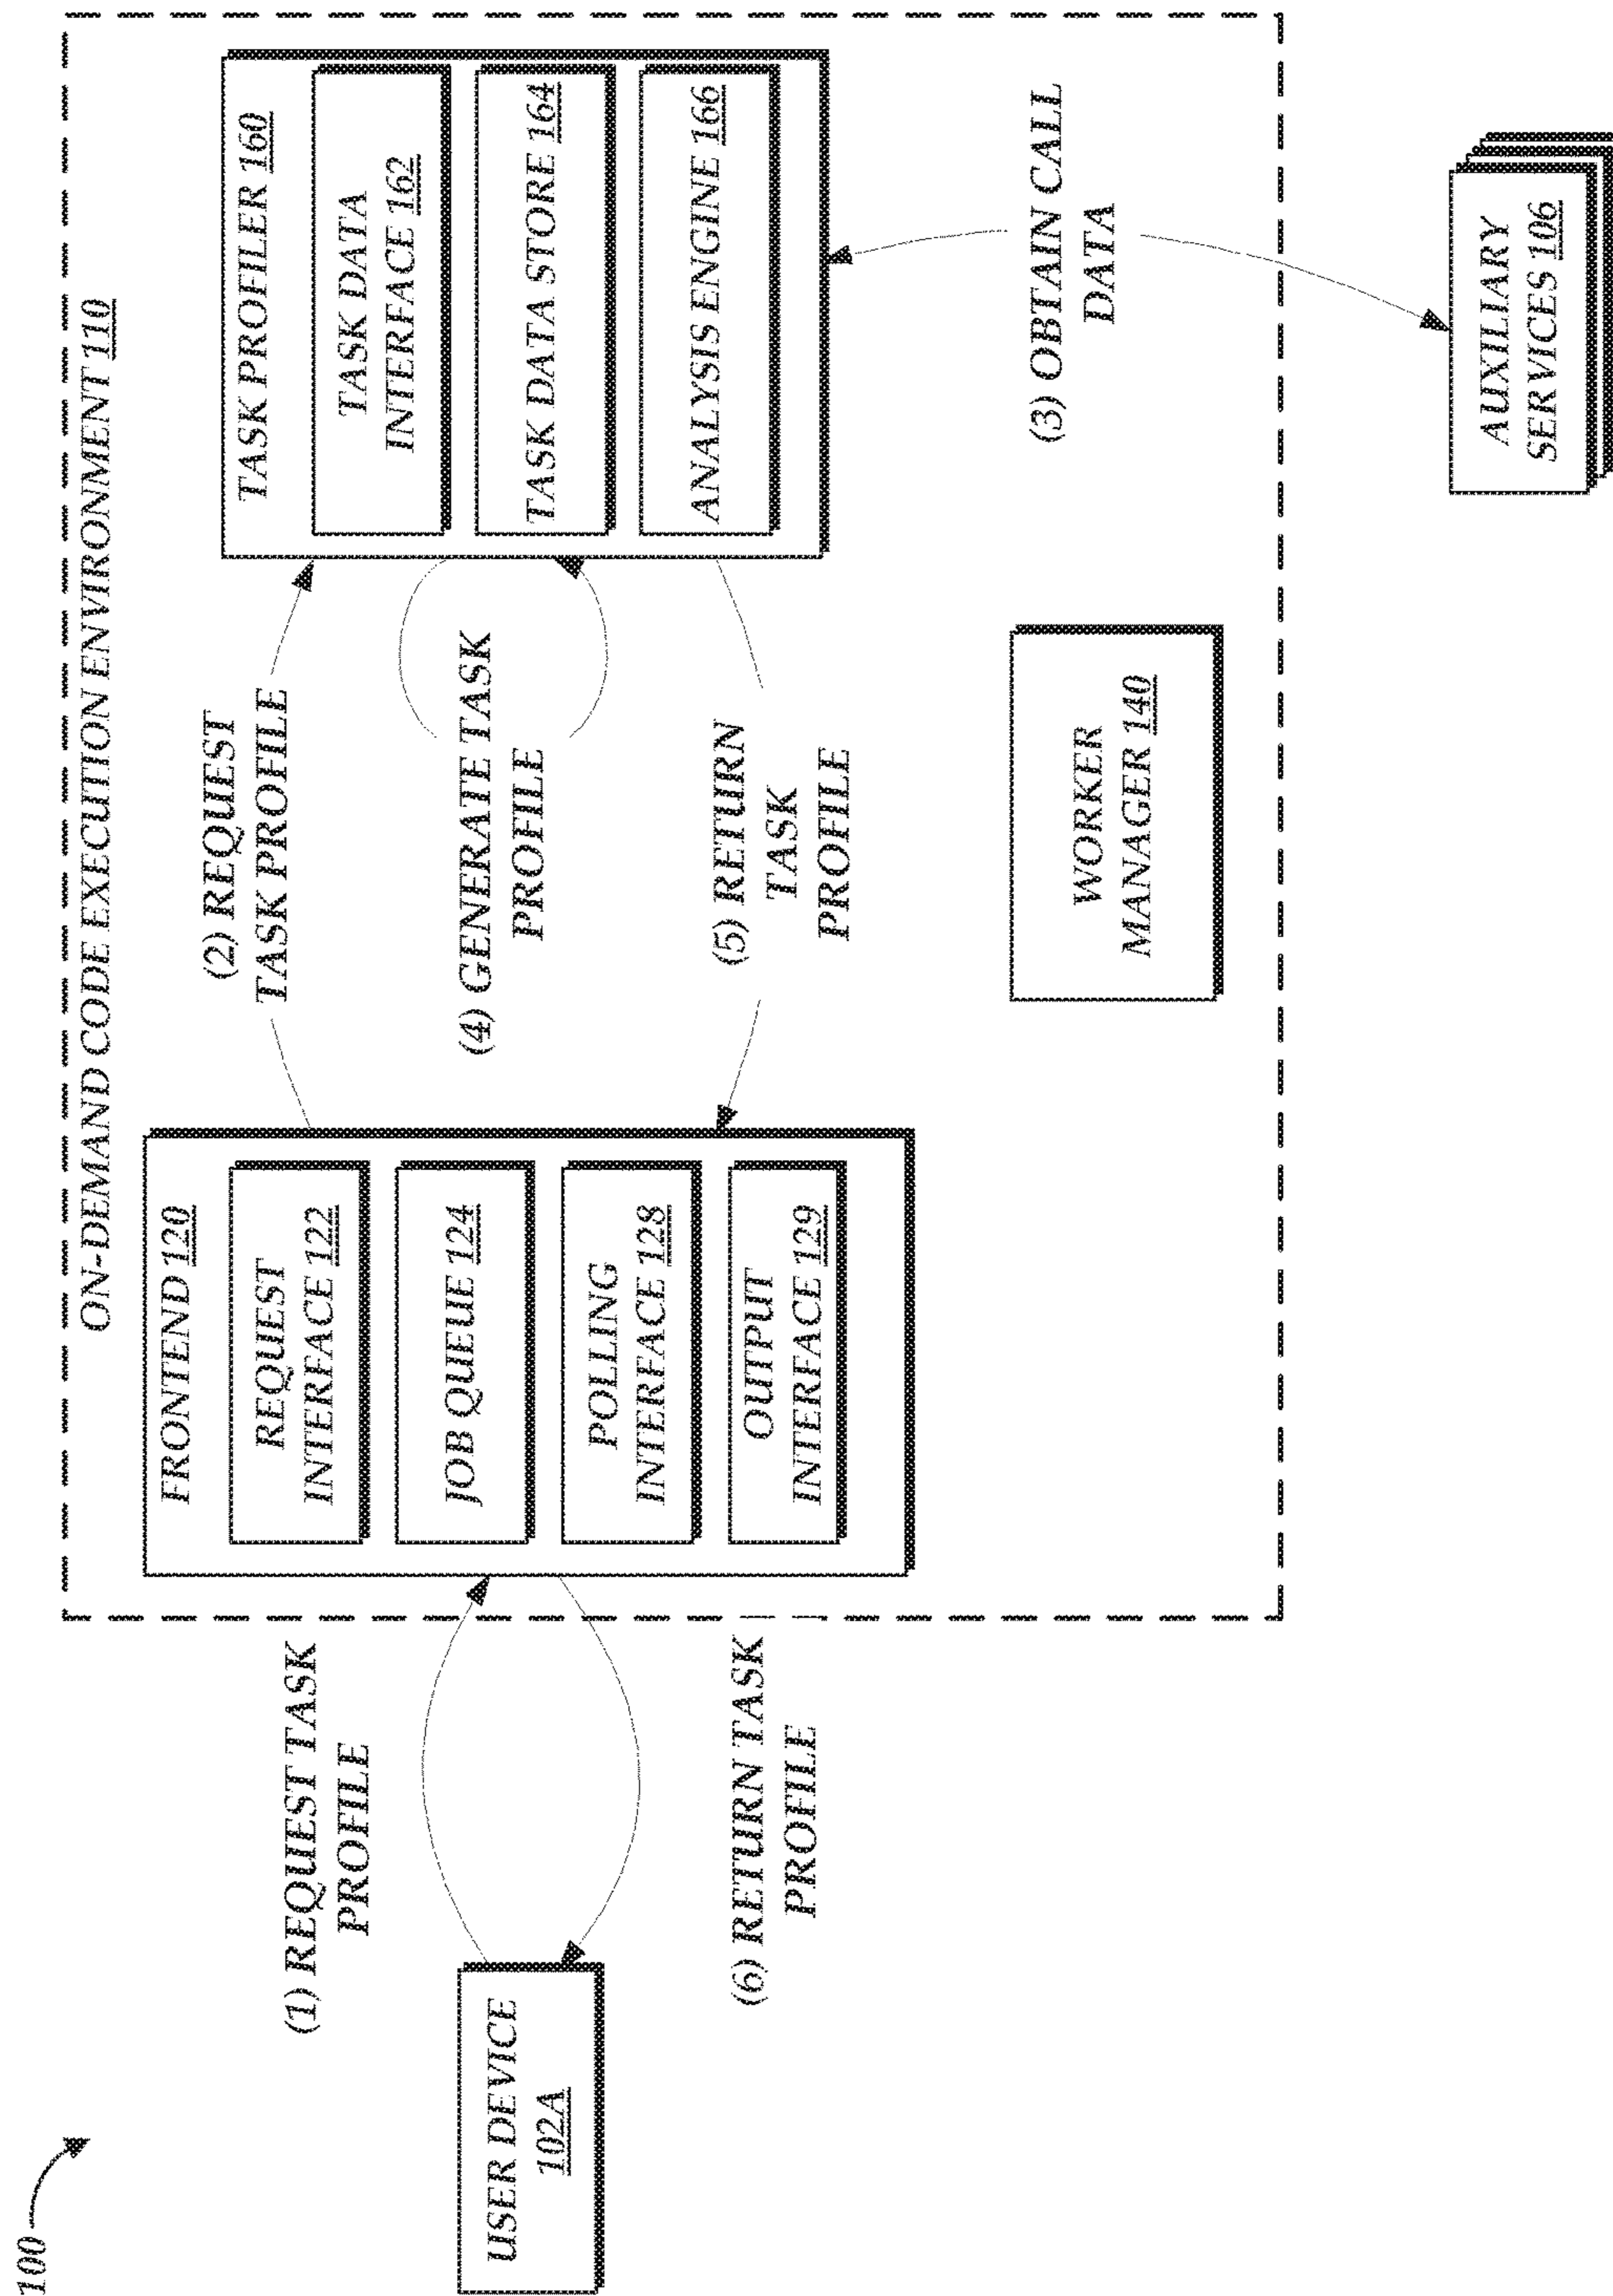 100
ON-DEMAND CODE EXECUTION ENVIRONMENT 110
USER DEVICE
102A
(1) REQUEST TASK
PROFILE
(6) RETURN TASK
PROFILE
FRONTEND 120
REQUEST
INTERFACE 122
JOB QUEUE 124
POLLING
INTERFACE 128
OUTPUT
INTERFACE 129
(2) REQUEST
TASK PROFILE
(4) GENERATE TASK
PROFILE
(5) RETURN
TASK
PROFILE
WORKER
MANAGER 140
TASK PROFILER 160
TASK DATA
INTERFACE 162
TASK DATA STORE 164
ANALYSIS ENGINE 166
(3) OBTAIN CALL
DATA
AUXILIARY
SERVICES 106